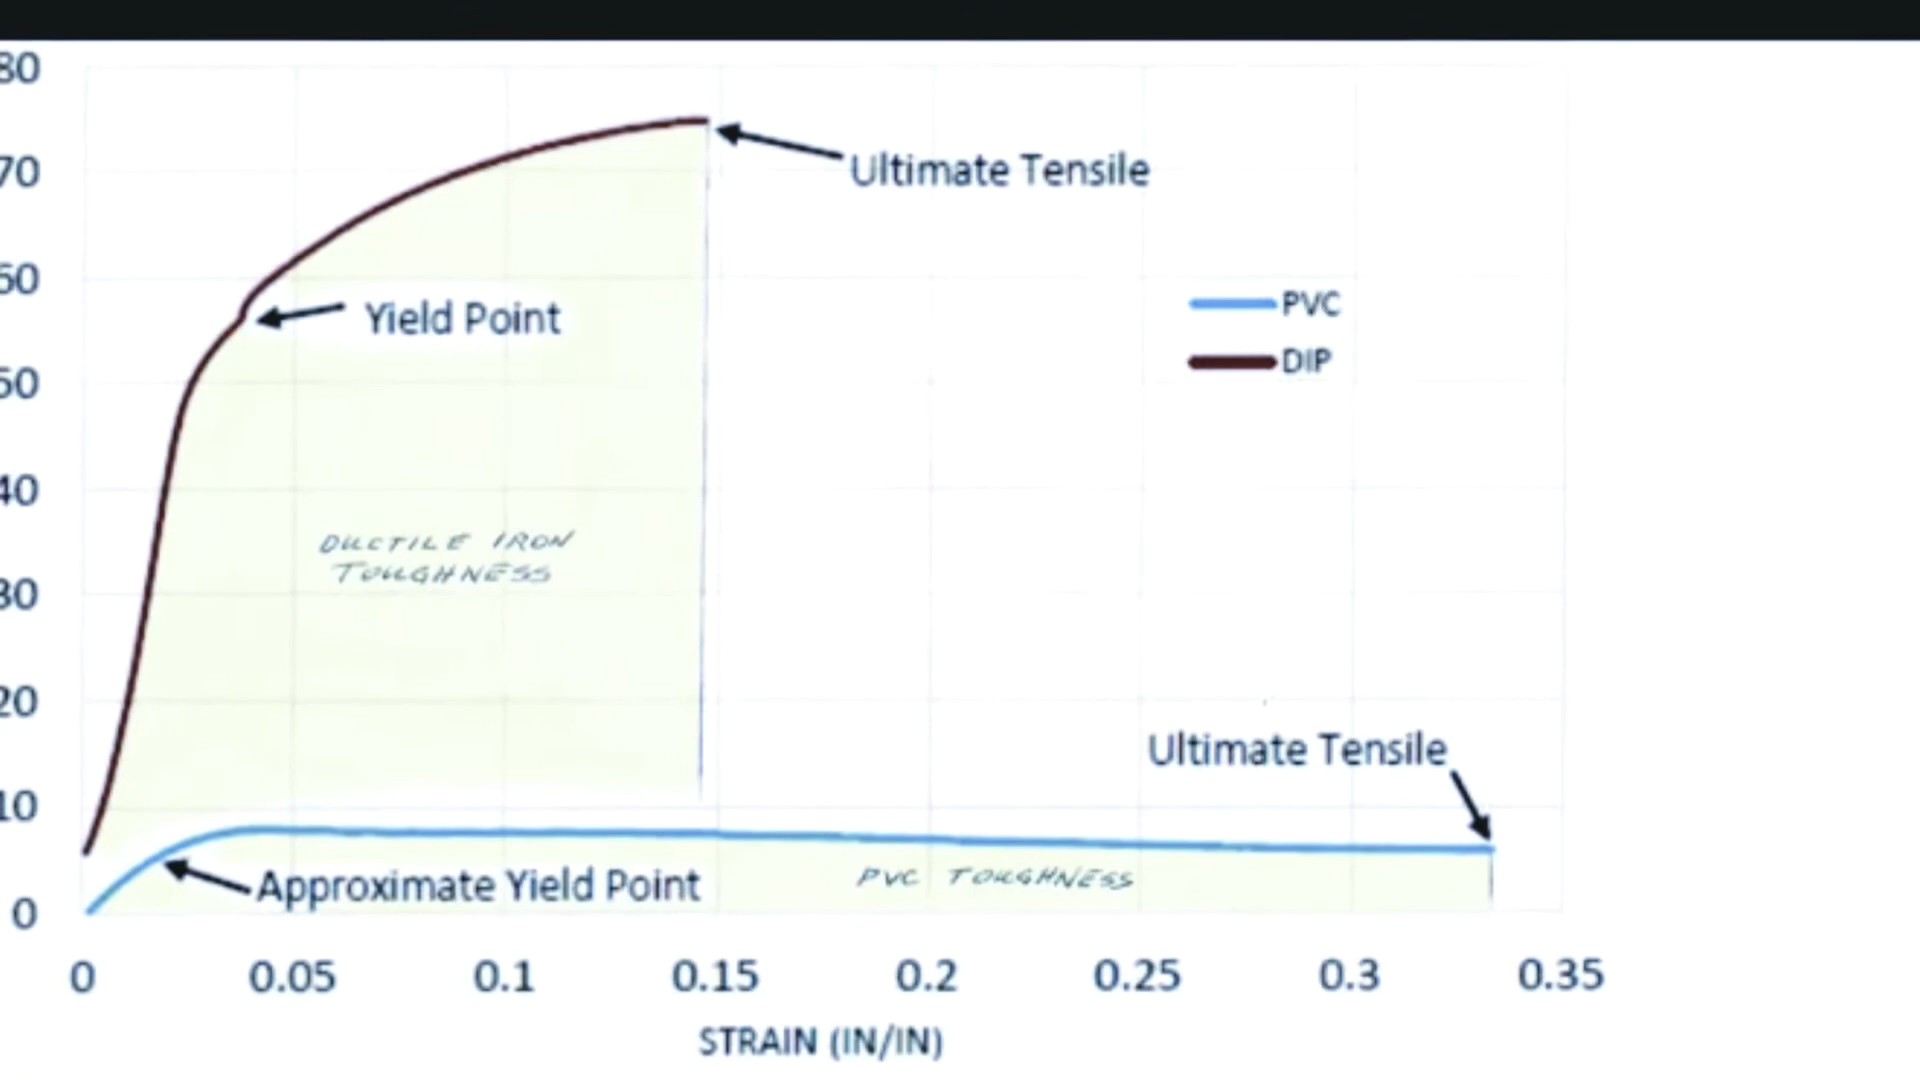 80
70
60
50
40
30
20
10
0
Ultimate Tensile
Yield Point
PVC
DIP
DUCTILE IRON
TOUGHNESS
Ultimate Tensile
Approximate Yield Point
PVC TOUGHNESS
0 0.05 0.1 0.15 0.2 0.25 0.3 0.35
STRAIN (IN/IN)